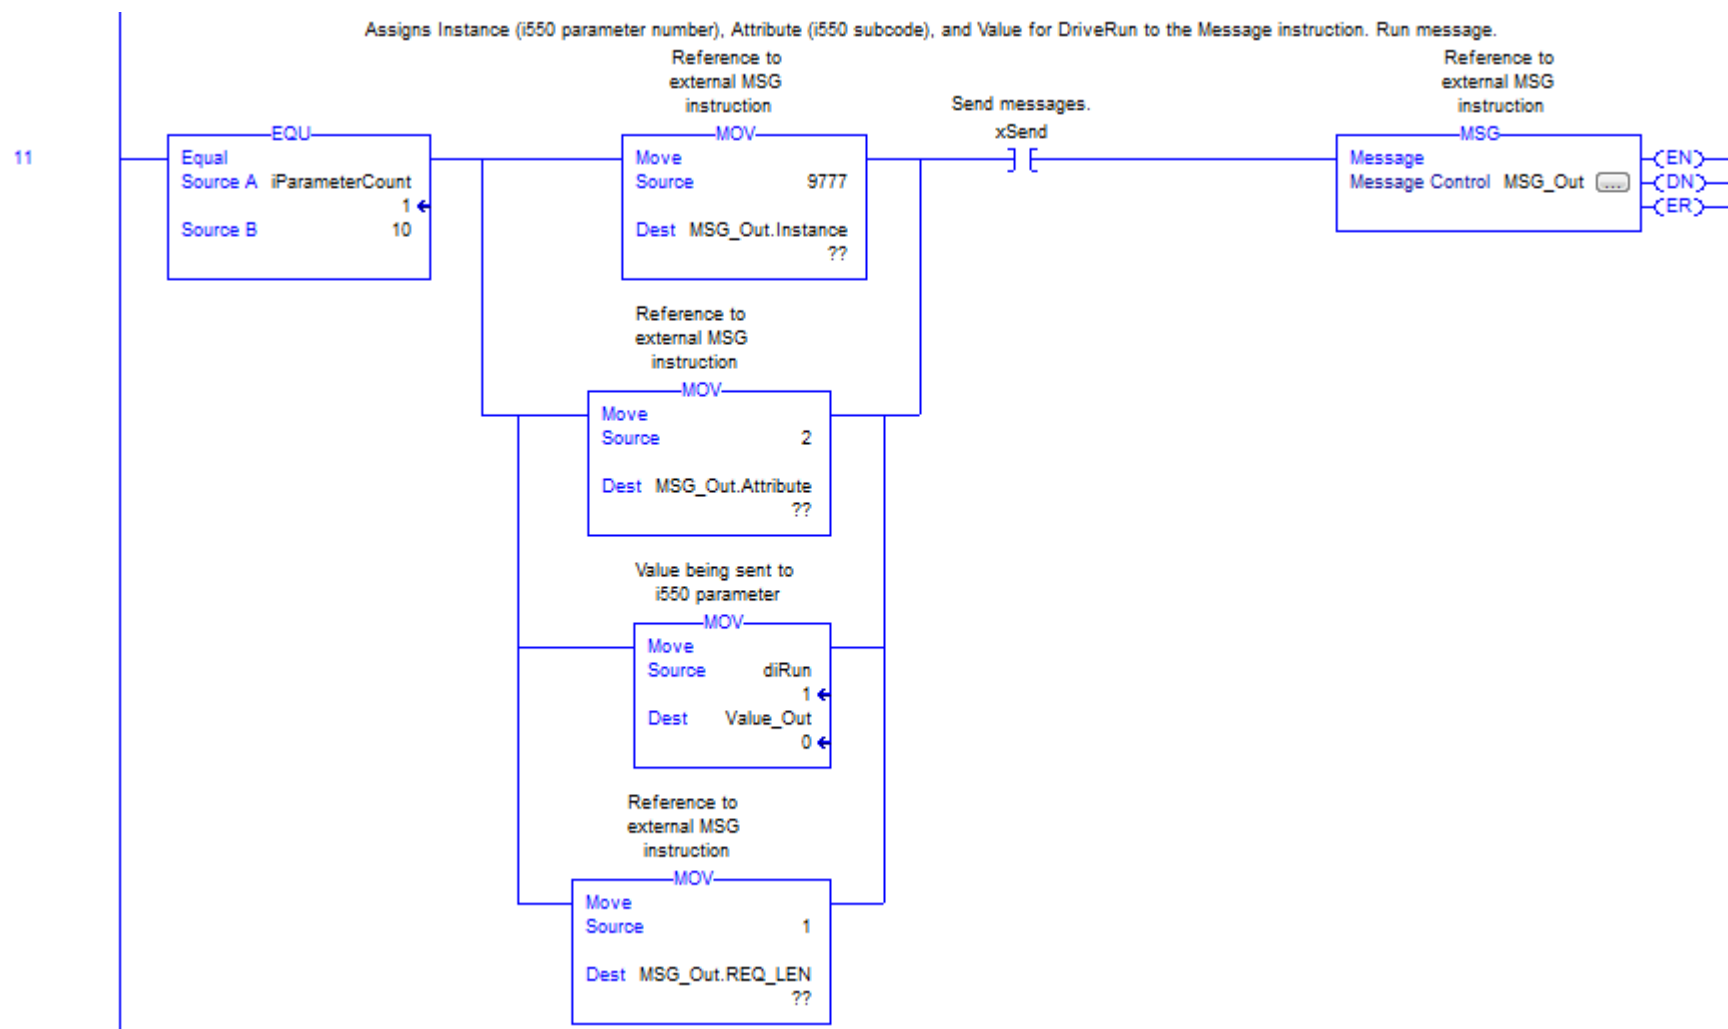 Assigns Instance (i550 parameter number), Attribute (i550 subcode), and Value for DriveRun to the Message instruction. Run message.
Reference to
external MSG
instruction
Reference to
external MSG
instruction
Send messages.
xSend
11
EQU
Equal
Source A iParameterCount
1
Source B 10
MOV
Move
Source 9777
Dest MSG_Out.Instance
??
MSG
Message
Message Control MSG_Out ...
EN
DN
ER
Reference to
external MSG
instruction
MOV
Move
Source 2
Dest MSG_Out.Attribute
??
Value being sent to
i550 parameter
MOV
Move
Source diRun
1
Dest Value_Out
0
Reference to
external MSG
instruction
MOV
Move
Source 1
Dest MSG_Out.REQ_LEN
??